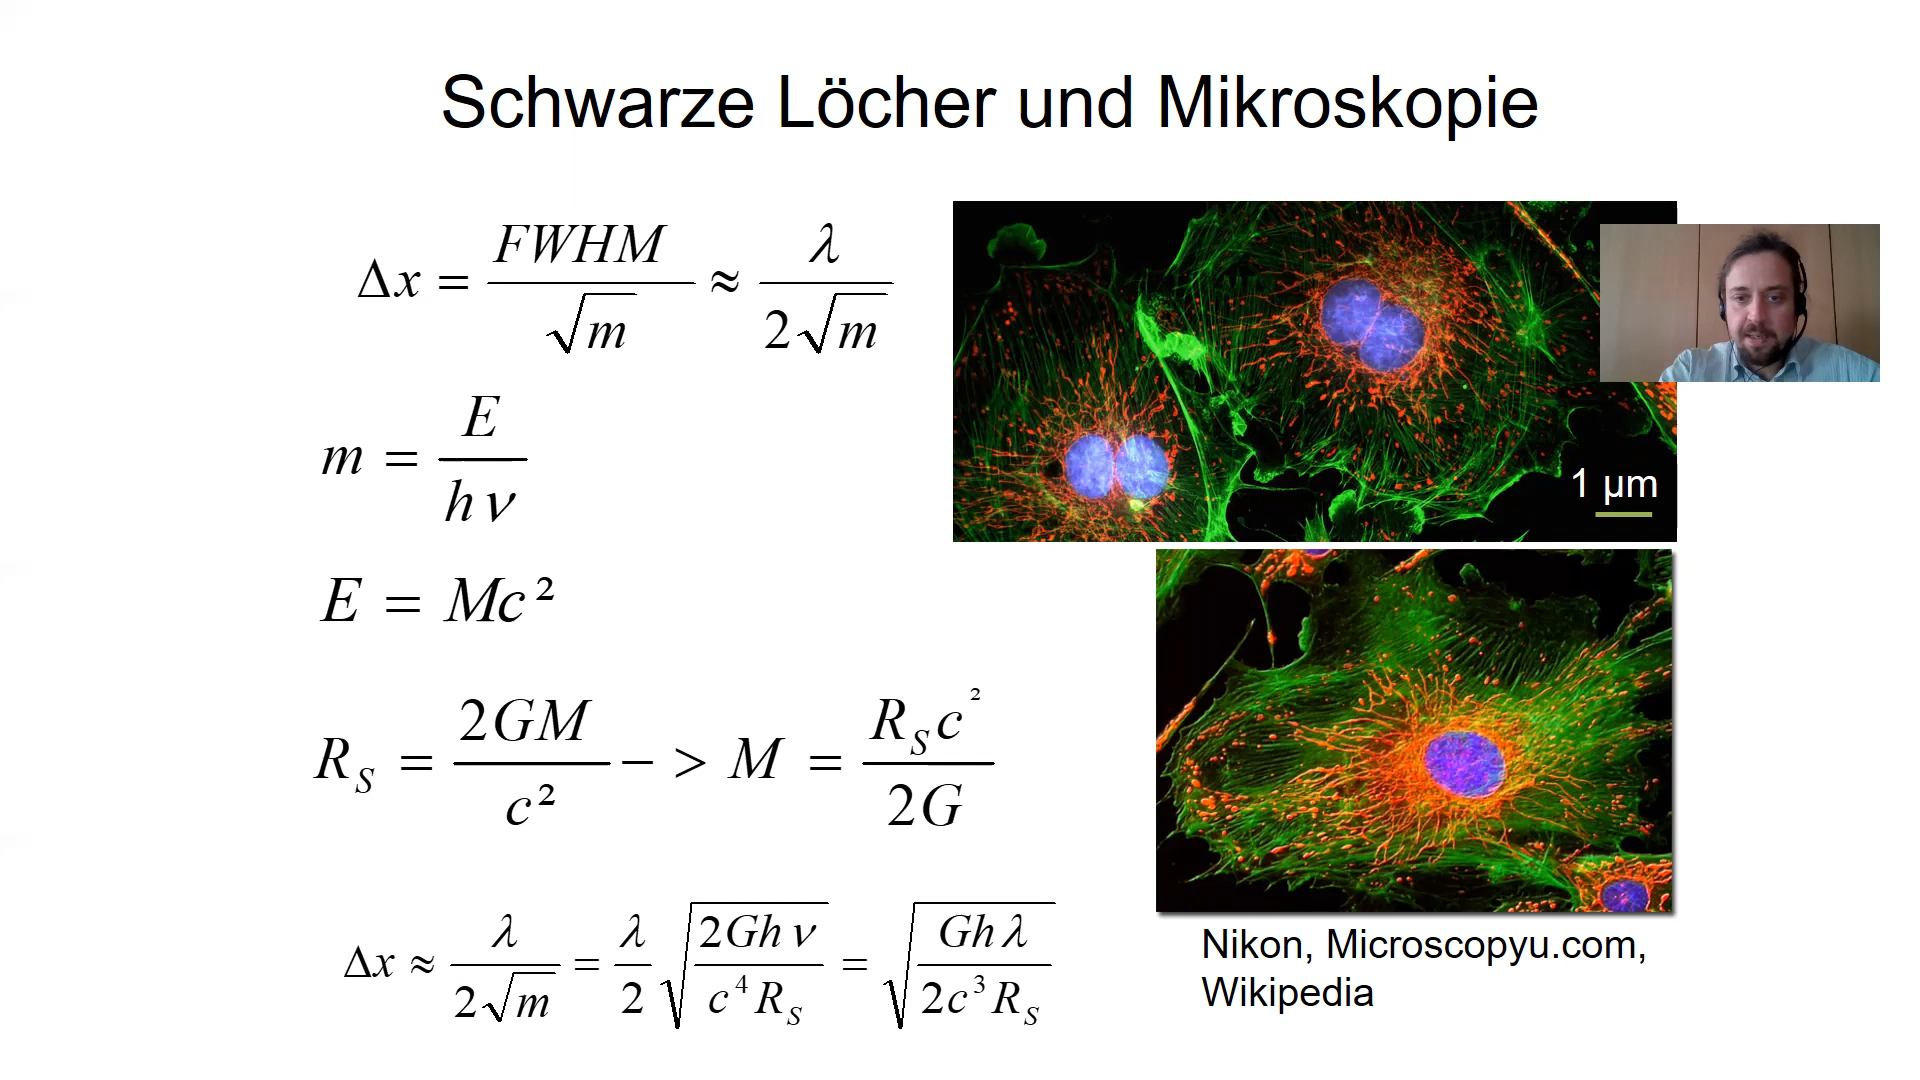 Schwarze Löcher und Mikroskopie
Δx = FWHM / √m ≈ λ / 2√m
m = E / hν
E = Mc²
R_S = 2GM / c² −> M = R_S c² / 2G
Δx ≈ λ / 2√m = λ/2 √(2Ghν / c⁴R_S) = √(Ghλ / 2c³R_S)
1 µm
Nikon, Microscopyu.com,
Wikipedia